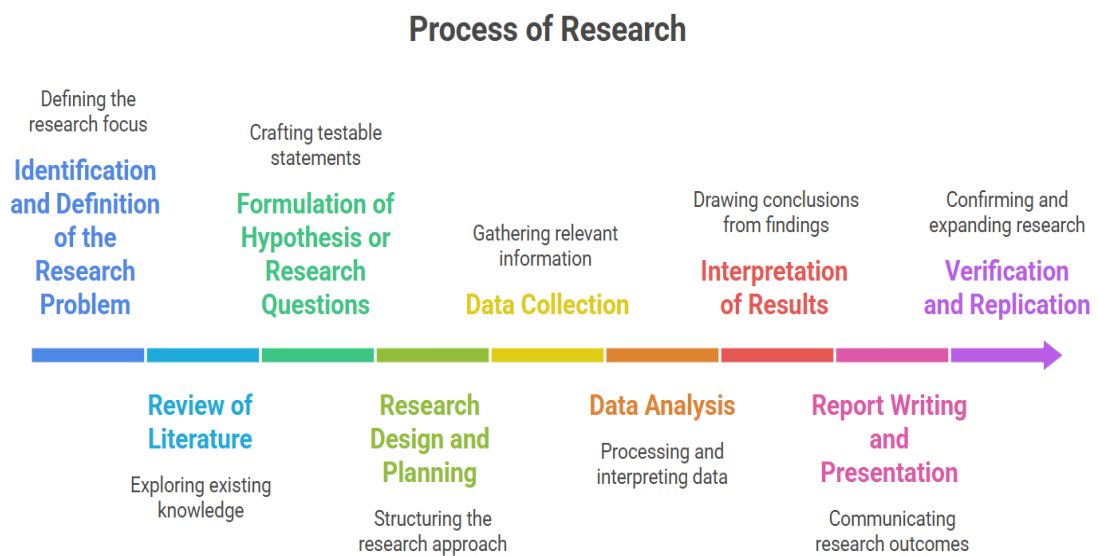 Process of Research
Defining the
research focus
Identification
and Definition
of the
Research
Problem
Review of
Literature
Exploring existing
knowledge
Crafting testable
statements
Formulation of
Hypothesis or
Research
Questions
Research
Design and
Planning
Structuring the
research approach
Gathering relevant
information
Data Collection
Data Analysis
Processing and
interpreting data
Drawing conclusions
from findings
Interpretation
of Results
Report Writing
and
Presentation
Communicating
research outcomes
Confirming and
expanding research
Verification
and Replication